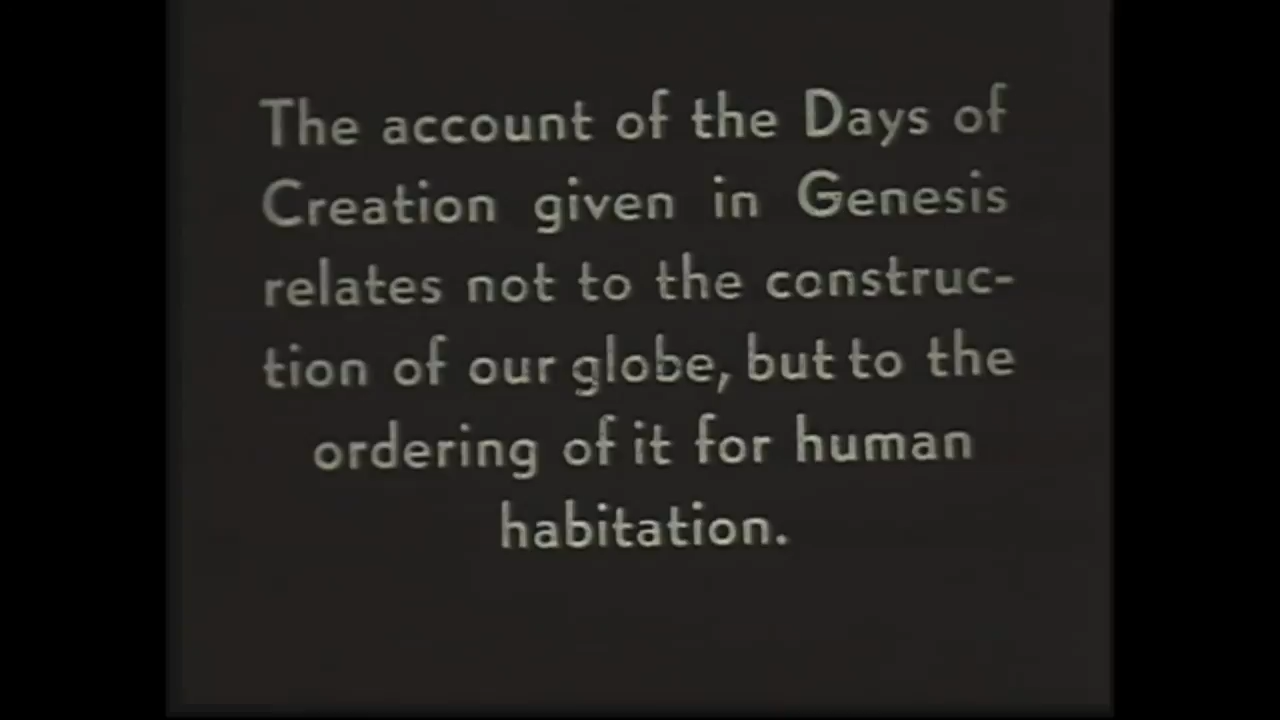 The account of the Days of
Creation given in Genesis
relates not to the construc-
tion of our globe, but to the
ordering of it for human
habitation.